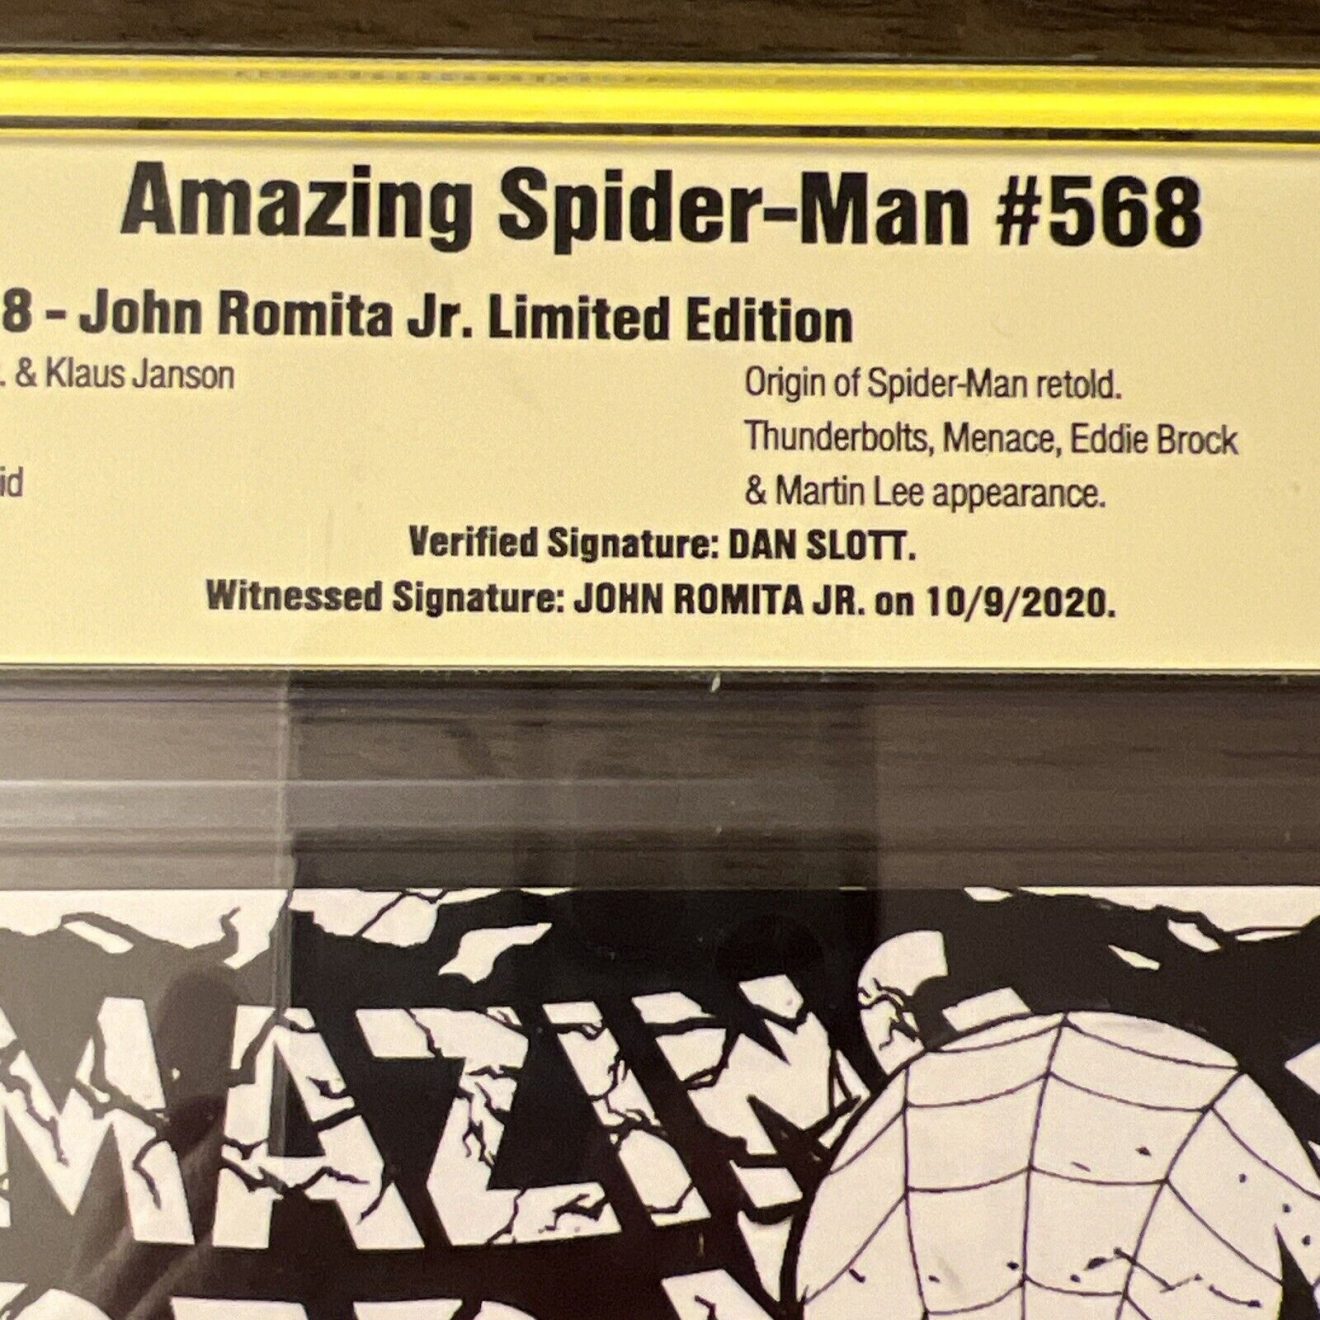 Amazing Spider-Man #568
8 - John Romita Jr. Limited Edition
. & Klaus Janson
Origin of Spider-Man retold.
Thunderbolts, Menace, Eddie Brock
id
& Martin Lee appearance.
Verified Signature: DAN SLOTT.
Witnessed Signature: JOHN ROMITA JR. on 10/9/2020.
MAZIN